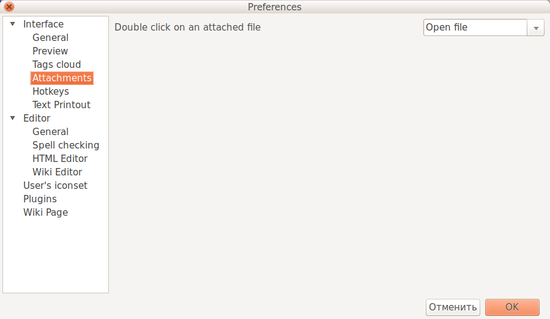 Preferences
Interface
General
Preview
Tags cloud
Attachments
Hotkeys
Text Printout
Editor
General
Spell checking
HTML Editor
Wiki Editor
User's iconset
Plugins
Wiki Page
Double click on an attached file
Open file
Отменить
OK